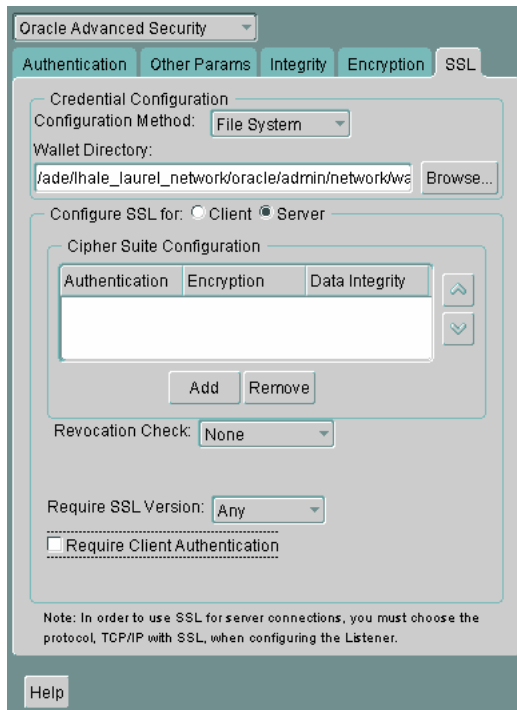 Oracle Advanced Security
Authentication Other Params Integrity Encryption SSL
Credential Configuration
Configuration Method: File System
Wallet Directory:
/ade/lhale_laurel_network/oracle/admin/network/wa Browse...
Configure SSL for: Client Server
Cipher Suite Configuration
Authentication Encryption Data Integrity
Add Remove
Revocation Check: None
Require SSL Version: Any
Require Client Authentication
Note: In order to use SSL for server connections, you must choose the
protocol, TCP/IP with SSL, when configuring the Listener.
Help